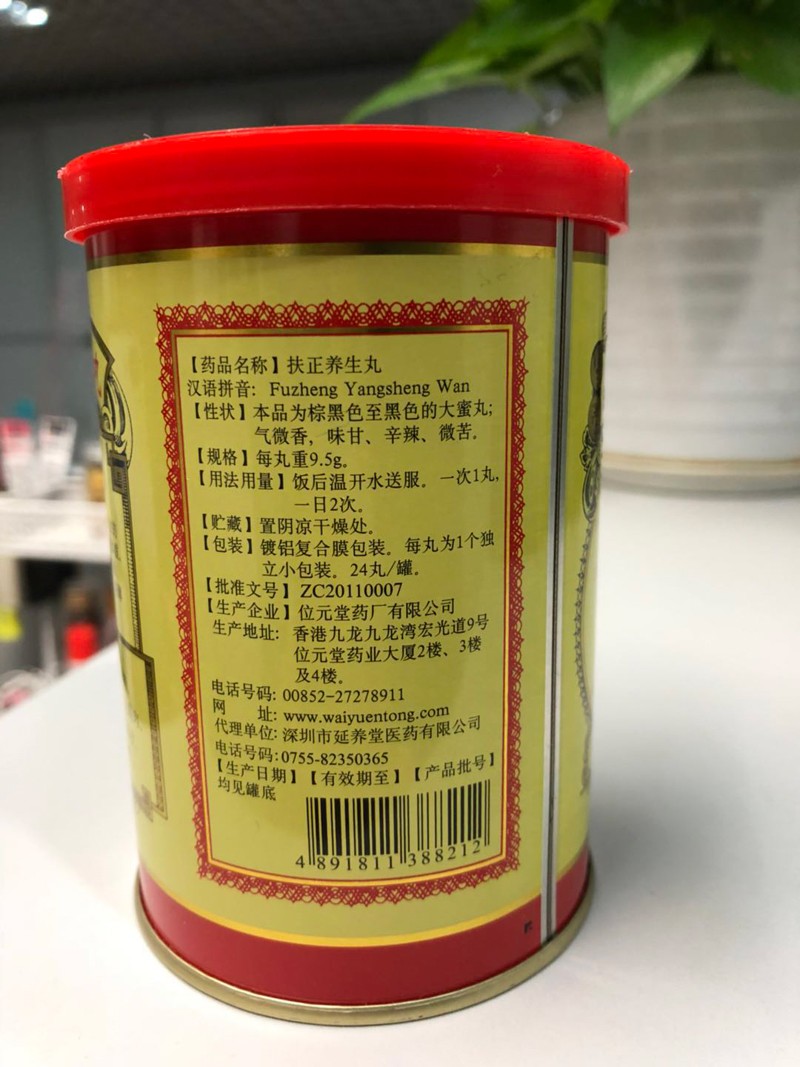 【药品名称】扶正养生丸
汉语拼音: Fuzheng Yangsheng Wan
【性状】本品为棕黑色至黑色的大蜜丸;
气微香，味甘、辛辣、微苦。
【规格】每丸重9.5g。
【用法用量】饭后温开水送服。一次1丸,
一日2次。
【贮藏】置阴凉干燥处。
【包装】镀铝复合膜包装。每丸为1个独
立小包装。24丸/罐。
【批准文号】ZC20110007
【生产企业】位元堂药厂有限公司
生产地址: 香港九龙九龙湾宏光道9号
位元堂药业大厦2楼、3楼
及4楼。
电话号码: 00852-27278911
网 址: www.waiyuentong.com
代理单位: 深圳市延养堂医药有限公司
电话号码:0755-82350365
【生产日期】【有效期至】【产品批号】
均见罐底
4 891811 388212